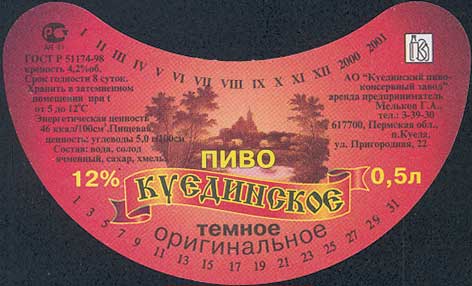 ГОСТ Р 51174-98
крепость 4,2%об.
Срок годности 8 суток.
Хранить в затемненном
помещении при t
от 5 до 12°С
Энергетическая ценность
46 ккал/100см³.Пищевая
ценность: углеводы 5,0 г/100см
Состав: вода, солод
ячменный, сахар, хмель.
I II III IV V VI VII VIII IX X XI XII 2000 2001
АО "Куединский пиво-
консервный завод"
аренда предприниматель
Мельков Г.А.
тел.: 3-39-30
617700, Пермская обл.,
п.Куеда,
ул. Пригородная, 22
ПИВО
12%
КУЕДИНСКОЕ
0,5л
темное
оригинальное
1 3 5 7 9 11 13 15 17 19 21 23 25 27 29 31